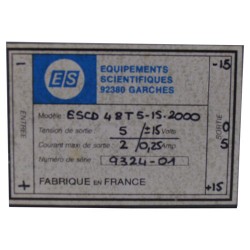 - ES EQUIPEMENTS -15
SCIENTIFIQUES
92380 GARCHES
Modèle ESCD 48T5-15-2000
Tension de sortie 5 / ±15 Volts
Courant maxi de sortie 2 / 0,25 Amp
Numéro de série 9324-01
ENTREE
SORTIE
0
5
+ FABRIQUE en FRANCE +15